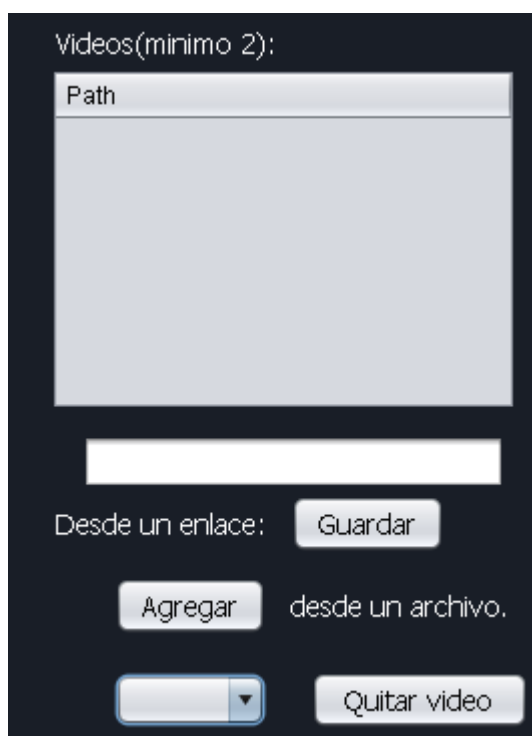 Videos(minimo 2):
Path
Desde un enlace: Guardar
Agregar desde un archivo.
Quitar video